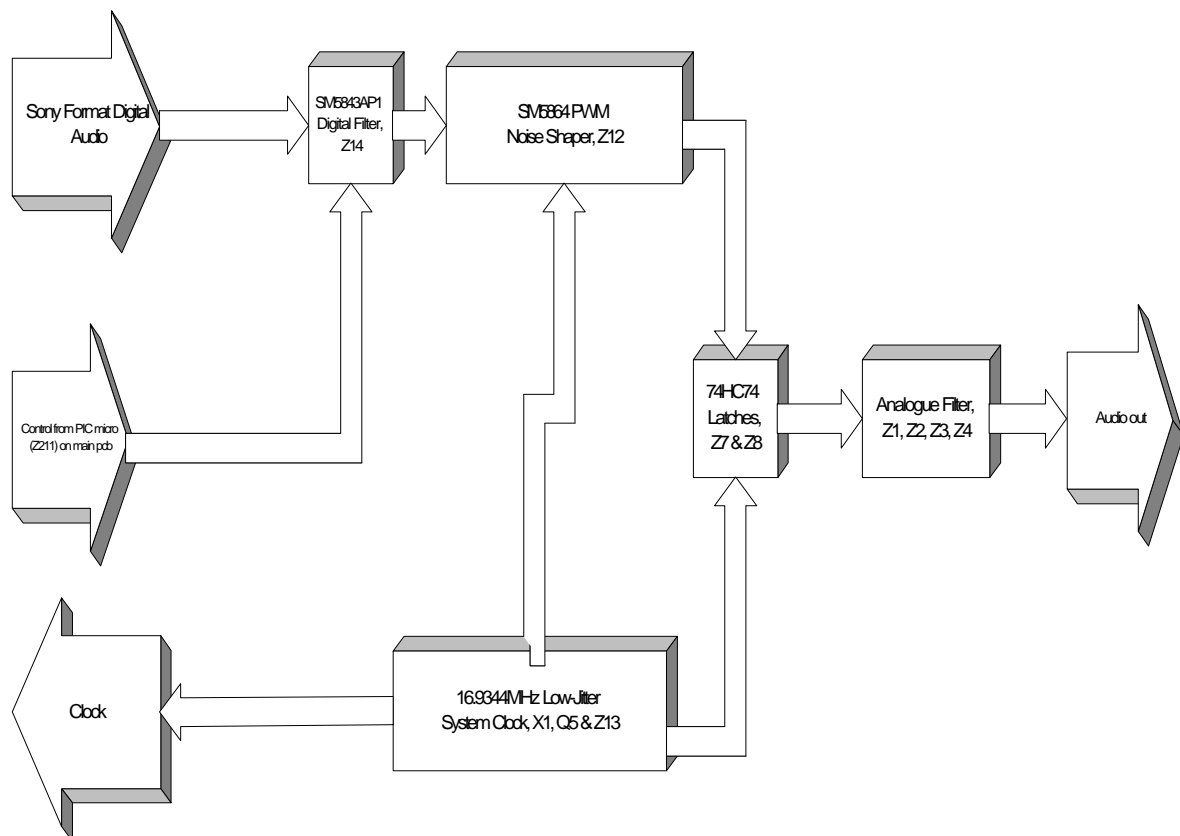 Sony Format Digital
Audio
SM5843AP1
Digital Filter,
Z14
SM5864 PWM
Noise Shaper, Z12
Control from PIC micro
(Z211) on main pcb
74HC74
Latches,
Z7 & Z8
Analogue Filter,
Z1, Z2, Z3, Z4
Audio out
Clock
16.9344MHz Low-Jitter
System Clock, X1, Q5 & Z13